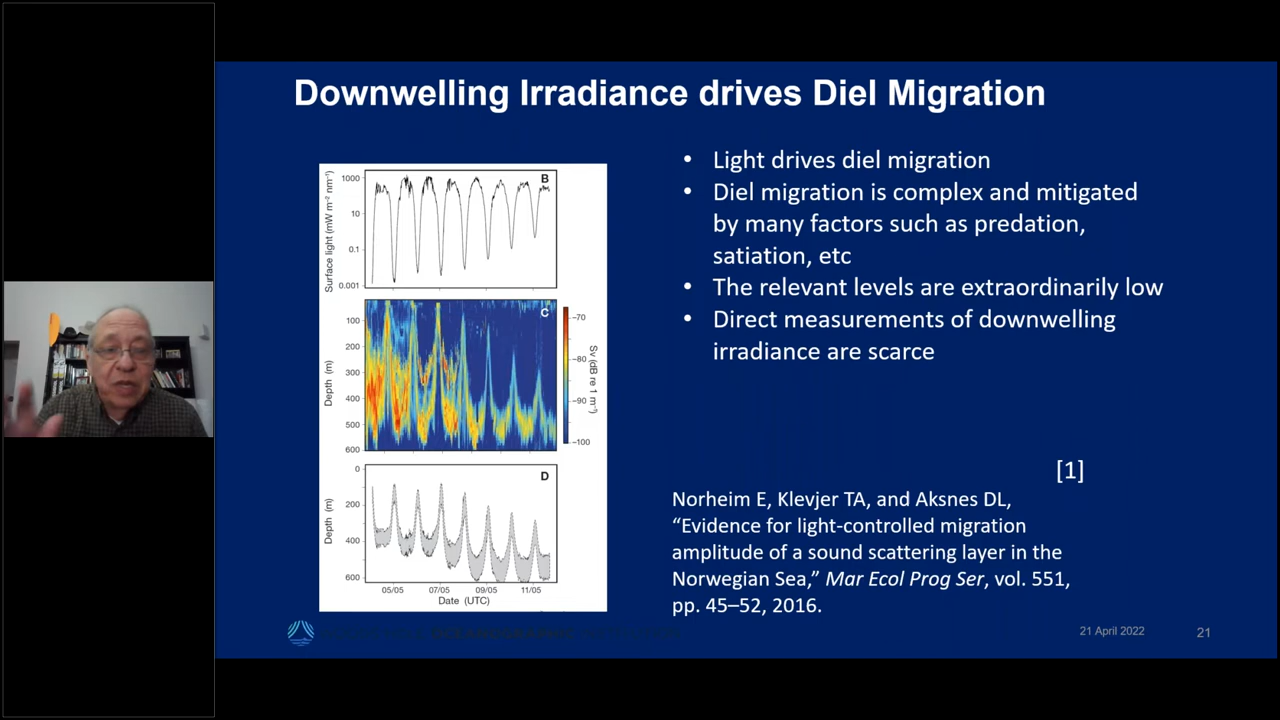 Downwelling Irradiance drives Diel Migration
B
1000
10
0.1
0.001
Surface light (mW m⁻² nm⁻¹)
C
100
200
300
400
500
600
Depth (m)
−70
−80
−90
−100
Sv (dB re 1 m⁻¹)
D
0
200
400
600
Depth (m)
05/05 07/05 09/05 11/05
Date (UTC)
• Light drives diel migration
• Diel migration is complex and mitigated
by many factors such as predation,
satiation, etc
• The relevant levels are extraordinarily low
• Direct measurements of downwelling
irradiance are scarce
[1]
Norheim E, Klevjer TA, and Aksnes DL,
“Evidence for light-controlled migration
amplitude of a sound scattering layer in the
Norwegian Sea,” Mar Ecol Prog Ser, vol. 551,
pp. 45–52, 2016.
21 April 2022
21